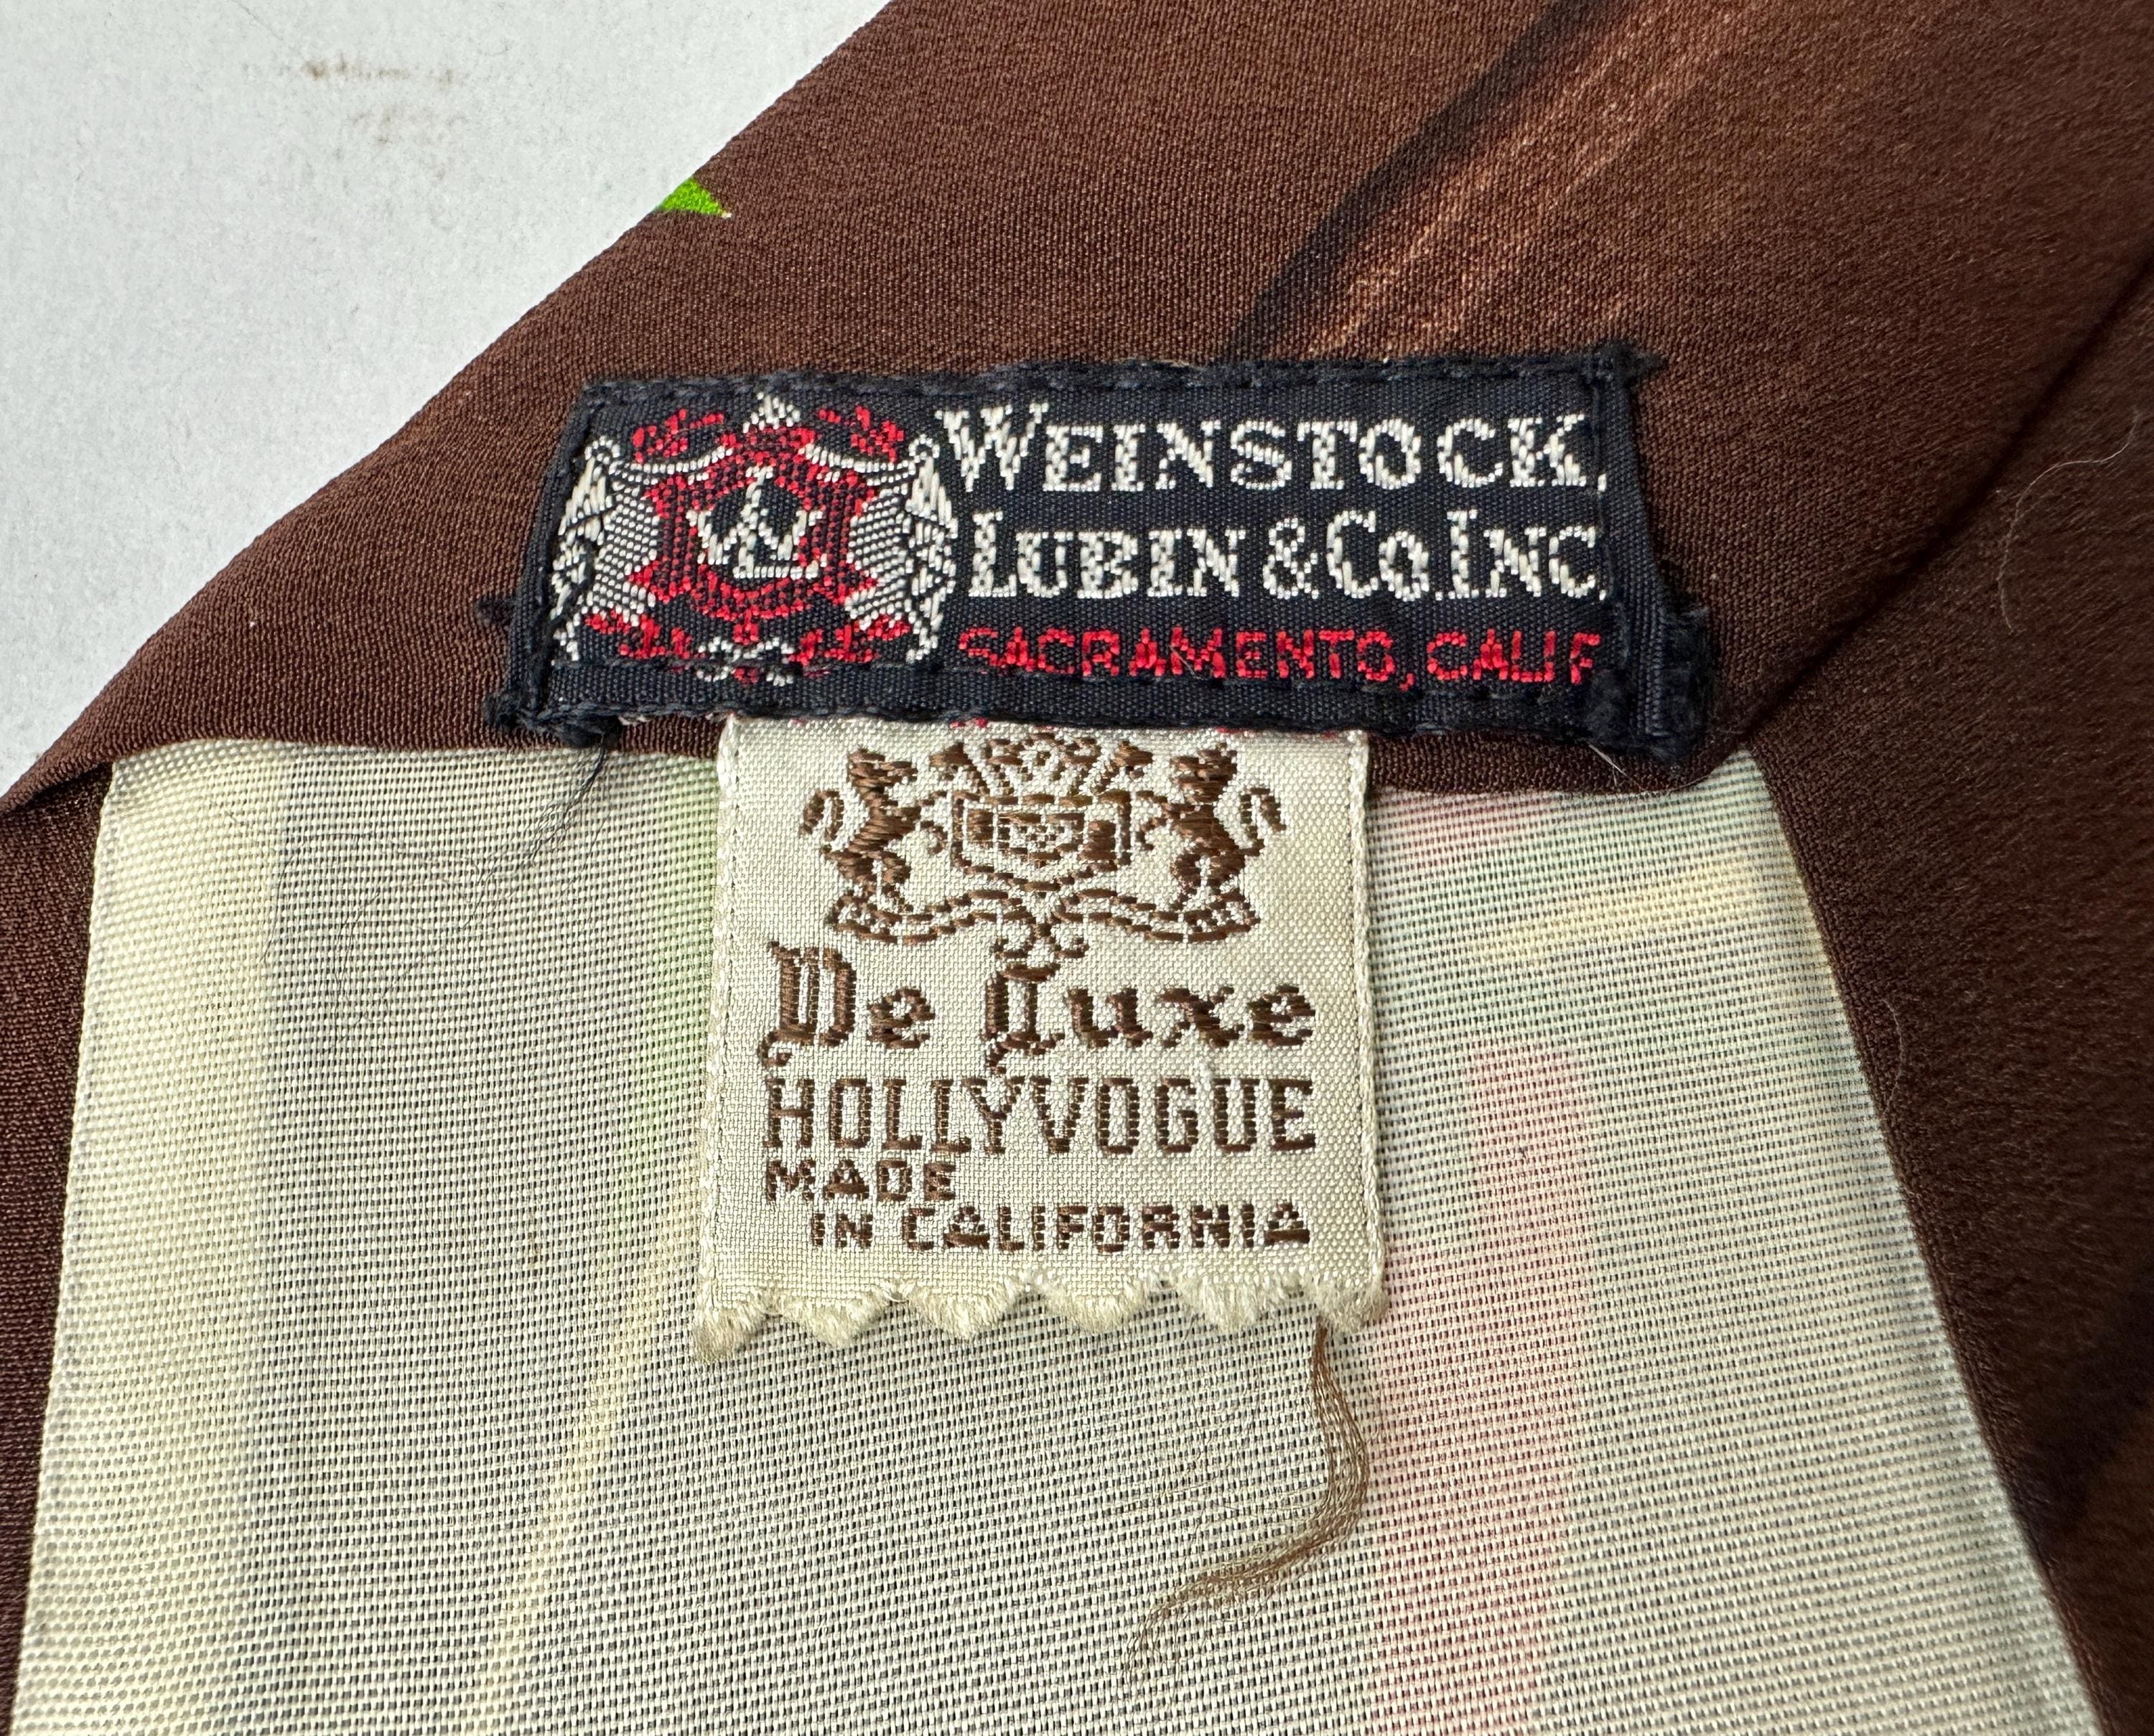 WEINSTOCK,
LUBIN & CO. INC.
SACRAMENTO, CALIF
De Luxe
HOLLYVOGUE
MADE
IN CALIFORNIA